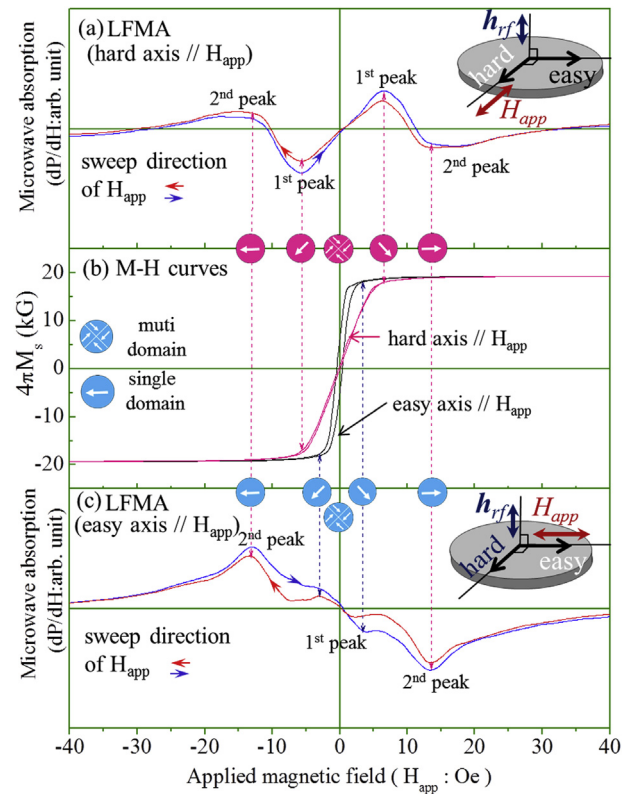 (a) LFMA
(hard axis // Happ)
hrf
hard
easy
Happ
1st peak
2nd peak
sweep direction
of Happ
1st peak
2nd peak
Microwave absorption
(dP/dH:arb. unit)
(b) M-H curves
20
10
0
-10
-20
4πMs (kG)
muti
domain
single
domain
hard axis // Happ
easy axis // Happ
(c) LFMA
(easy axis // Happ)
2nd peak
hrf
Happ
hard
easy
1st peak
2nd peak
sweep direction
of Happ
Microwave absorption
(dP/dH:arb. unit)
-40 -30 -20 -10 0 10 20 30 40
Applied magnetic field ( Happ : Oe)